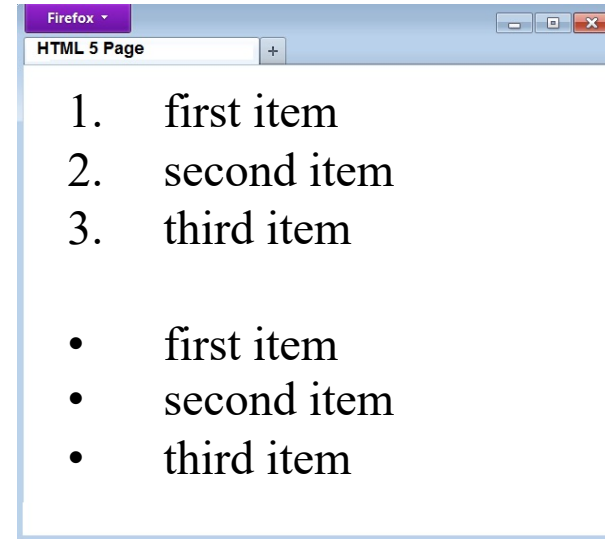 Firefox
HTML 5 Page
1. first item
2. second item
3. third item
• first item
• second item
• third item